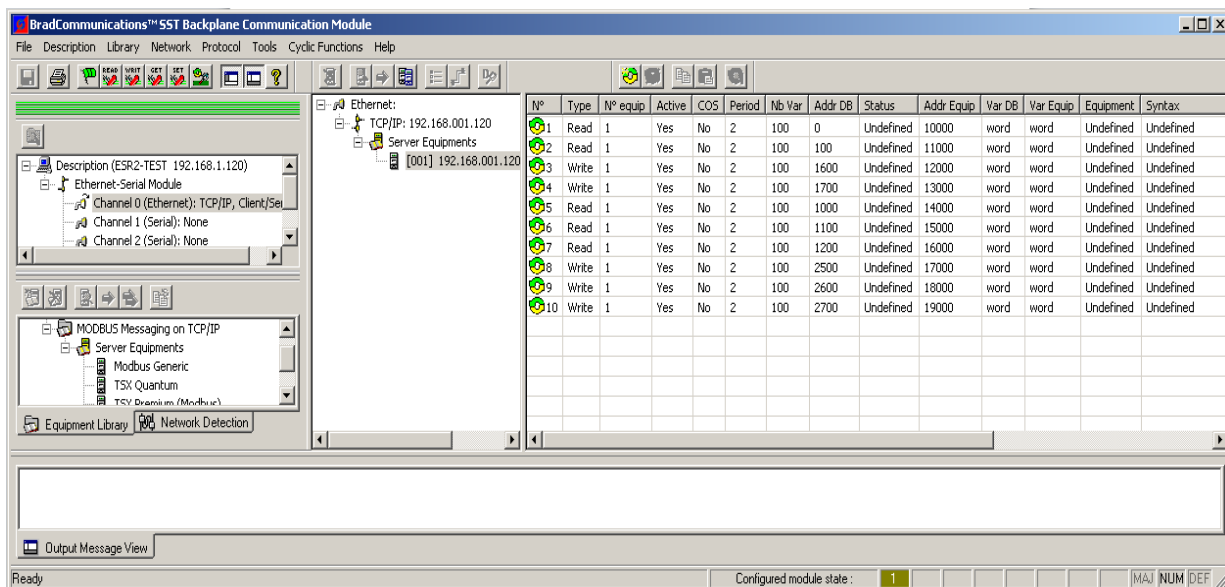 BradCommunications™ SST Backplane Communication Module
File Description Library Network Protocol Tools Cyclic Functions Help
READ WRIT GET SET
Description (ESR2-TEST 192.168.1.120)
Ethernet-Serial Module
Channel 0 (Ethernet): TCP/IP, Client/Ser
Channel 1 (Serial): None
Channel 2 (Serial): None
MODBUS Messaging on TCP/IP
Server Equipments
Modbus Generic
TSX Quantum
TSX Premium (Modbus)
Equipment Library Network Detection
Ethernet:
TCP/IP: 192.168.001.120
Server Equipments
[001] 192.168.001.120
N° Type N° equip Active COS Period Nb Var Addr DB Status Addr Equip Var DB Var Equip Equipment Syntax
1 Read 1 Yes No 2 100 0 Undefined 10000 word word Undefined Undefined
2 Read 1 Yes No 2 100 100 Undefined 11000 word word Undefined Undefined
3 Write 1 Yes No 2 100 1600 Undefined 12000 word word Undefined Undefined
4 Write 1 Yes No 2 100 1700 Undefined 13000 word word Undefined Undefined
5 Read 1 Yes No 2 100 1000 Undefined 14000 word word Undefined Undefined
6 Read 1 Yes No 2 100 1100 Undefined 15000 word word Undefined Undefined
7 Read 1 Yes No 2 100 1200 Undefined 16000 word word Undefined Undefined
8 Write 1 Yes No 2 100 2500 Undefined 17000 word word Undefined Undefined
9 Write 1 Yes No 2 100 2600 Undefined 18000 word word Undefined Undefined
10 Write 1 Yes No 2 100 2700 Undefined 19000 word word Undefined Undefined
Output Message View
Ready Configured module state : 1 MAJ NUM DEF